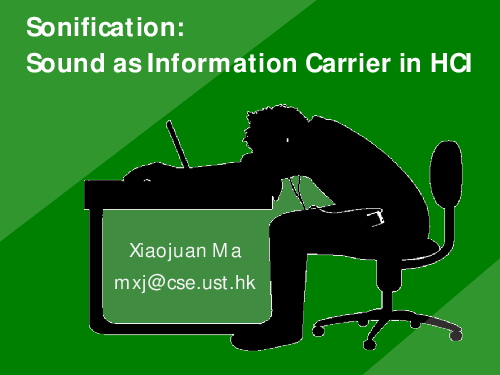 Sonification:
Sound as Information Carrier in HCI
Xiaojuan Ma
mxj@cse.ust.hk